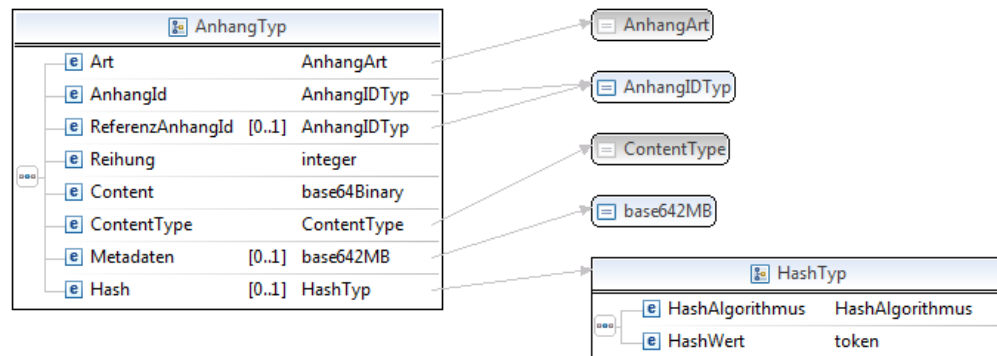 AnhangTyp
e Art AnhangArt
e AnhangId AnhangIDTyp
e ReferenzAnhangId [0..1] AnhangIDTyp
e Reihung integer
e Content base64Binary
e ContentType ContentType
e Metadaten [0..1] base642MB
e Hash [0..1] HashTyp
AnhangArt
AnhangIDTyp
ContentType
base642MB
HashTyp
e HashAlgorithmus HashAlgorithmus
e HashWert token